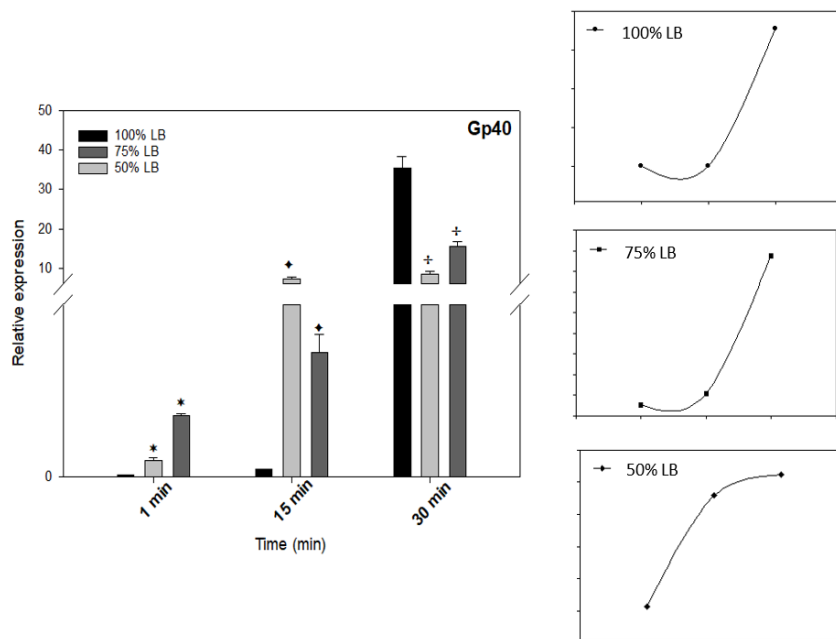 Gp40
100% LB
75% LB
50% LB
50
40
30
20
10
0
Relative expression
✶
✶
✦
✦
÷
÷
1 min
15 min
30 min
Time (min)
100% LB
75% LB
50% LB